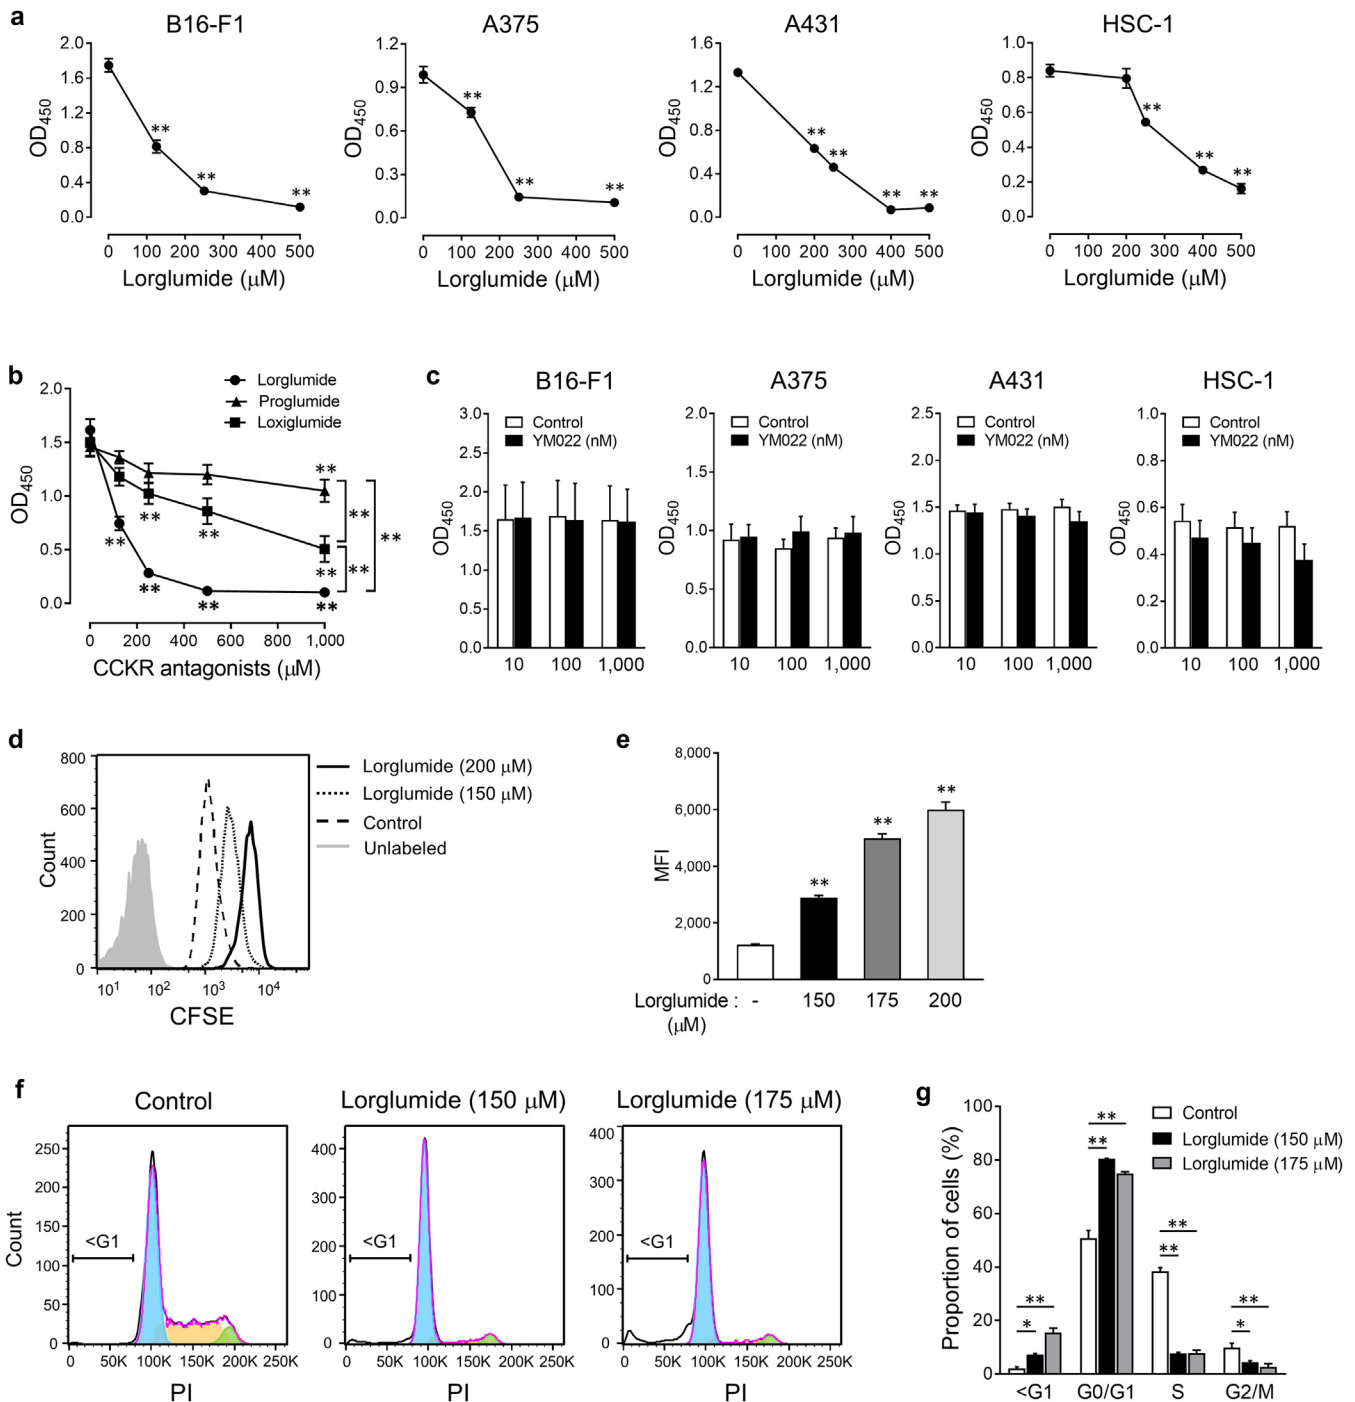 a
B16-F1
A375
A431
HSC-1
2.0
1.6
1.2
0.8
0.4
0.0
OD450
** ** **
0 100 200 300 400 500
Lorglumide (μM)
1.2
0.9
0.6
0.3
0.0
OD450
** ** **
0 100 200 300 400 500
Lorglumide (μM)
1.6
1.2
0.8
0.4
0.0
OD450
** ** ** **
0 100 200 300 400 500
Lorglumide (μM)
1.0
0.8
0.6
0.4
0.2
0.0
OD450
** ** **
0 100 200 300 400 500
Lorglumide (μM)
b
Lorglumide
Proglumide
Loxiglumide
2.0
1.5
1.0
0.5
0.0
OD450
**
** ** **
** ** **
** ** **
** **
0 200 400 600 800 1,000
CCKR antagonists (μM)
c
B16-F1
Control
YM022 (nM)
3.0
2.5
2.0
1.5
1.0
0.5
0.0
OD450
10 100 1,000
A375
Control
YM022 (nM)
2.0
1.5
1.0
0.5
0.0
OD450
10 100 1,000
A431
Control
YM022 (nM)
2.5
2.0
1.5
1.0
0.5
0.0
OD450
10 100 1,000
HSC-1
Control
YM022 (nM)
1.0
0.8
0.6
0.4
0.2
0.0
OD450
10 100 1,000
d
800
600
400
200
0
Count
10¹ 10² 10³ 10⁴
CFSE
Lorglumide (200 μM)
Lorglumide (150 μM)
Control
Unlabeled
e
8,000
6,000
4,000
2,000
0
MFI
** ** **
Lorglumide : - 150 175 200
(μM)
f
Control
250
200
150
100
50
0
Count
<G1
0 50K 100K 150K 200K 250K
PI
Lorglumide (150 μM)
400
300
200
100
0
<G1
0 50K 100K 150K 200K 250K
PI
Lorglumide (175 μM)
400
300
200
100
0
<G1
0 50K 100K 150K 200K 250K
PI
g
Control
Lorglumide (150 μM)
Lorglumide (175 μM)
100
80
60
40
20
0
Proportion of cells (%)
** ** ** **
* ** ** *
<G1 G0/G1 S G2/M